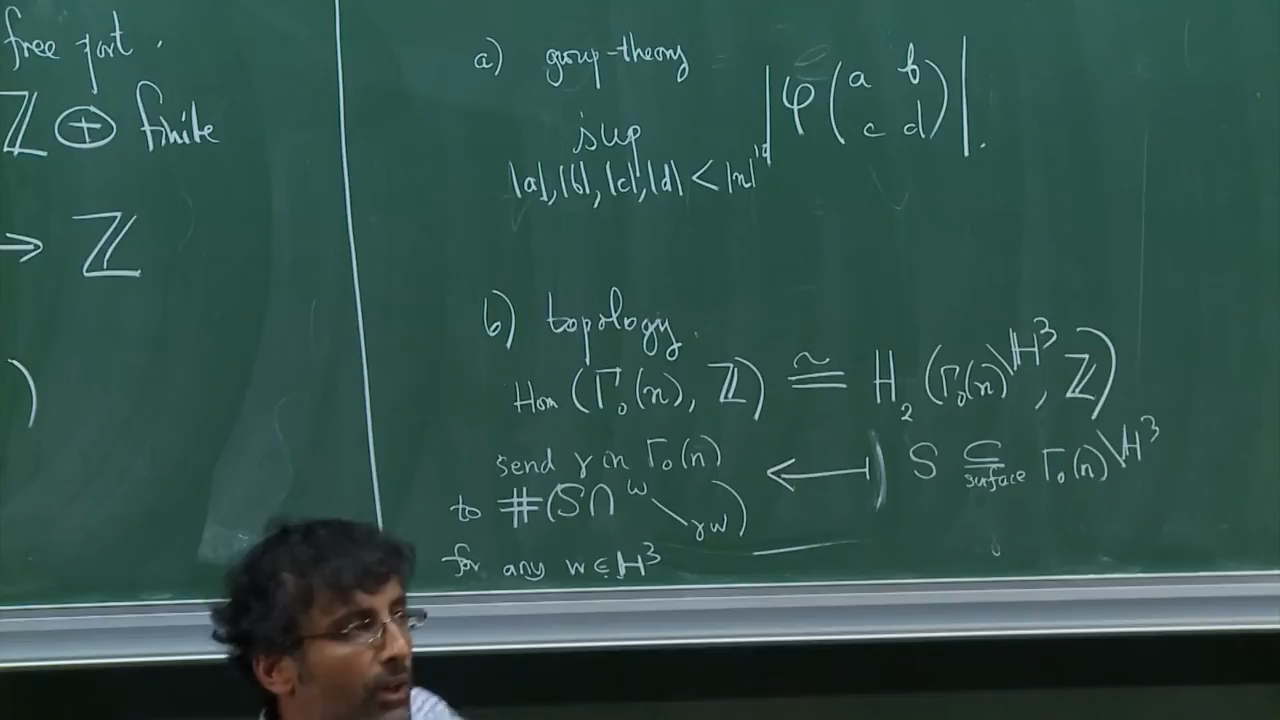 free part.
ℤ ⊕ finite
→ ℤ
)
a) group-theory
sup |φ(a b
c d)|.
|a|,|b|,|c|,|d| < |n|¹⁰
b) topology.
Hom (Γ₀(n), ℤ) ≅ H₂ (Γ₀(n)\ℍ³, ℤ)
send γ in Γ₀(n) ⟵| S ⊆ Γ₀(n)\ℍ³
surface
to #(S∩ w \ γw)
for any w ∈ ℍ³